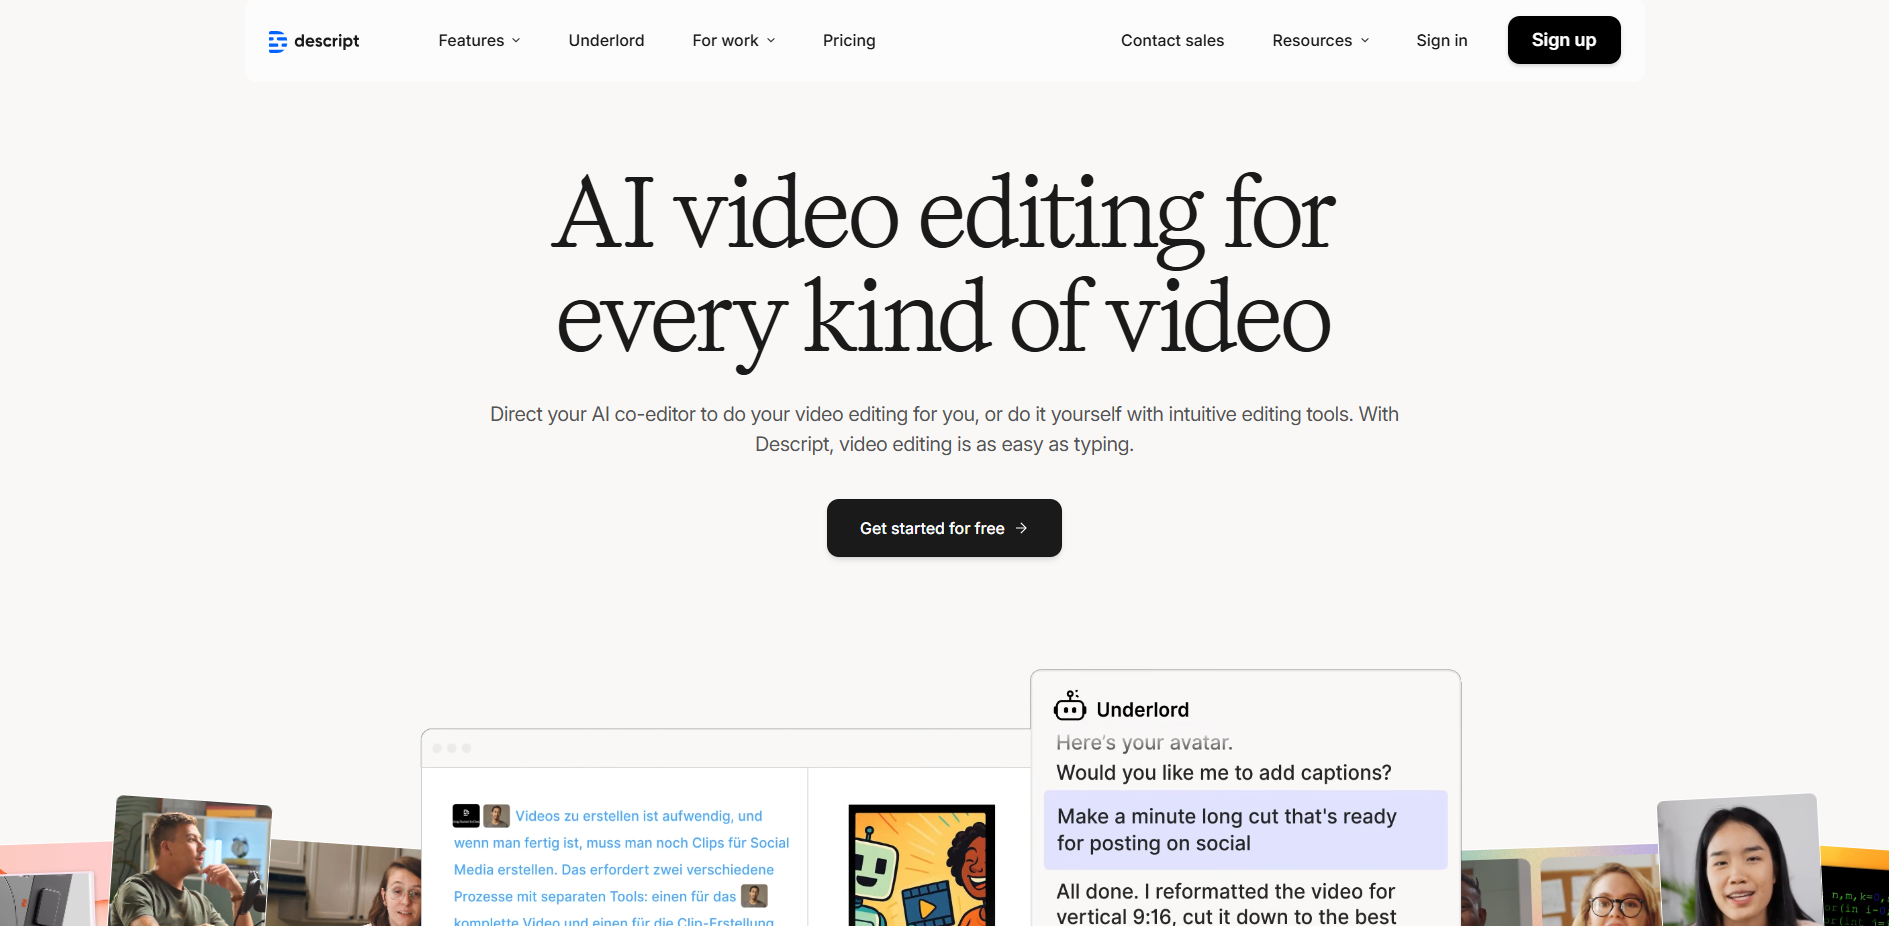 descript
Features
Underlord
For work
Pricing
Contact sales
Resources
Sign in
Sign up
AI video editing for
every kind of video
Direct your AI co-editor to do your video editing for you, or do it yourself with intuitive editing tools. With
Descript, video editing is as easy as typing.
Get started for free
Videos zu erstellen ist aufwendig, und
wenn man fertig ist, muss man noch Clips für Social
Media erstellen. Das erfordert zwei verschiedene
Prozesse mit separaten Tools: einen für das
komplette Video und einen für die Clip-Erstellung
Underlord
Here's your avatar.
Would you like me to add captions?
Make a minute long cut that's ready
for posting on social
All done. I reformatted the video for
vertical 9:16, cut it down to the best